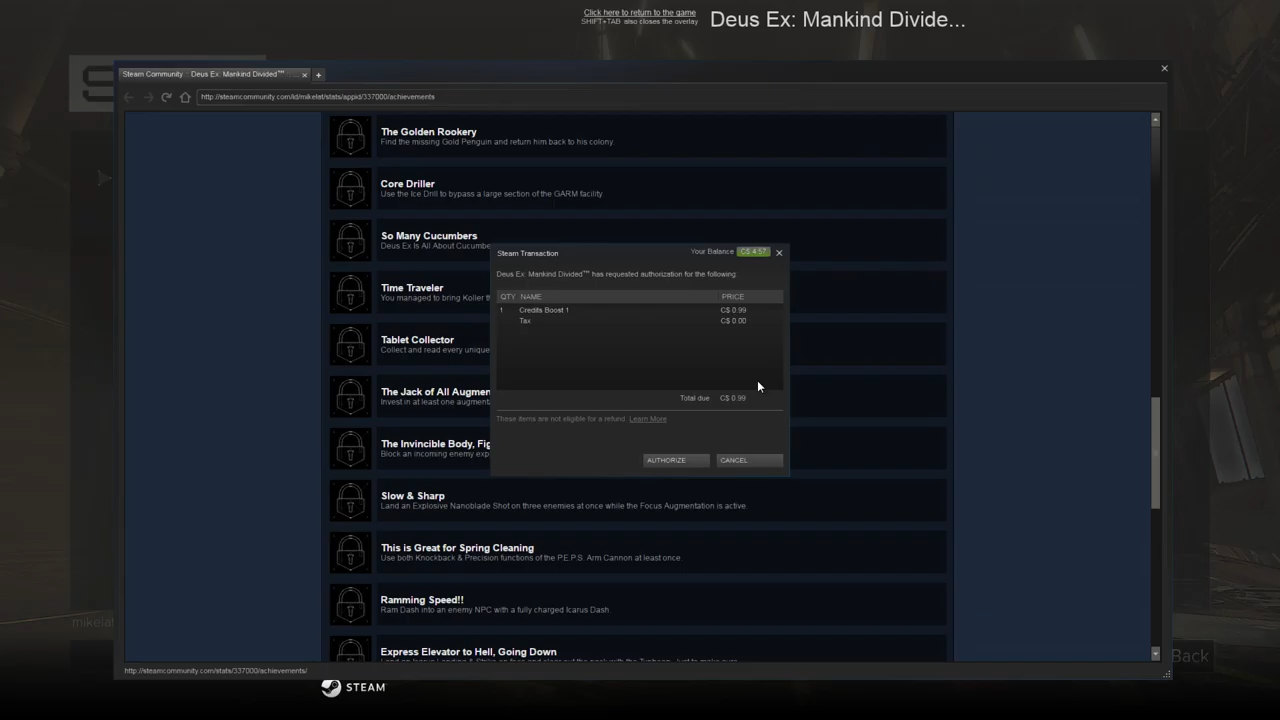 Click here to return to the game
SHIFT+TAB also closes the overlay
Deus Ex: Mankind Divide...
Steam Community Deus Ex: Mankind Divided™ ...
http://steamcommunity.com/id/mikelat/stats/appid/337000/achievements
The Golden Rookery
Find the missing Gold Penguin and return him back to his colony.
Core Driller
Use the Ice Drill to bypass a large section of the GARM facility.
So Many Cucumbers
Deus Ex Is All About Cucumbe
Steam Transaction
Your Balance C$ 4.57
Deus Ex: Mankind Divided™ has requested authorization for the following:
QTY NAME PRICE
1 Credits Boost 1 C$ 0.99
Tax C$ 0.00
Total due C$ 0.99
These items are not eligible for a refund. Learn More
AUTHORIZE CANCEL
Time Traveler
You managed to bring Koller th
Tablet Collector
Collect and read every unique
The Jack of All Augmen
Invest in at least one augment
The Invincible Body, Fig
Block an incoming enemy exp
Slow & Sharp
Land an Explosive Nanoblade Shot on three enemies at once while the Focus Augmentation is active.
This is Great for Spring Cleaning
Use both Knockback & Precision functions of the P.E.P.S. Arm Cannon at least once.
Ramming Speed!!
Ram Dash into an enemy NPC with a fully charged Icarus Dash.
Express Elevator to Hell, Going Down
mikelat
Back
http://steamcommunity.com/stats/337000/achievements/
STEAM